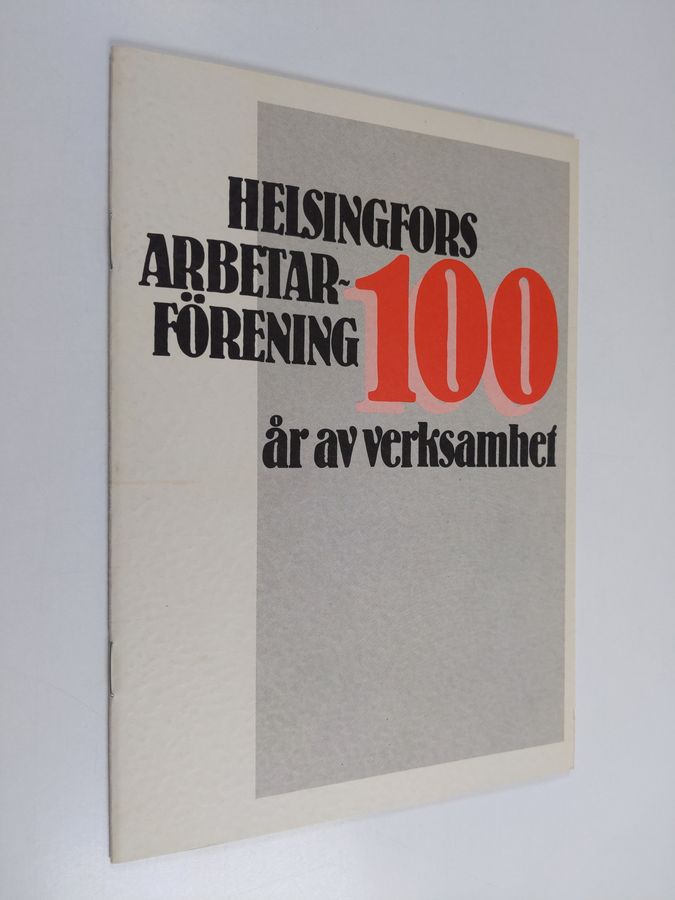 HELSINGFORS
ARBETAR-
FÖRENING 100
år av verksamhet